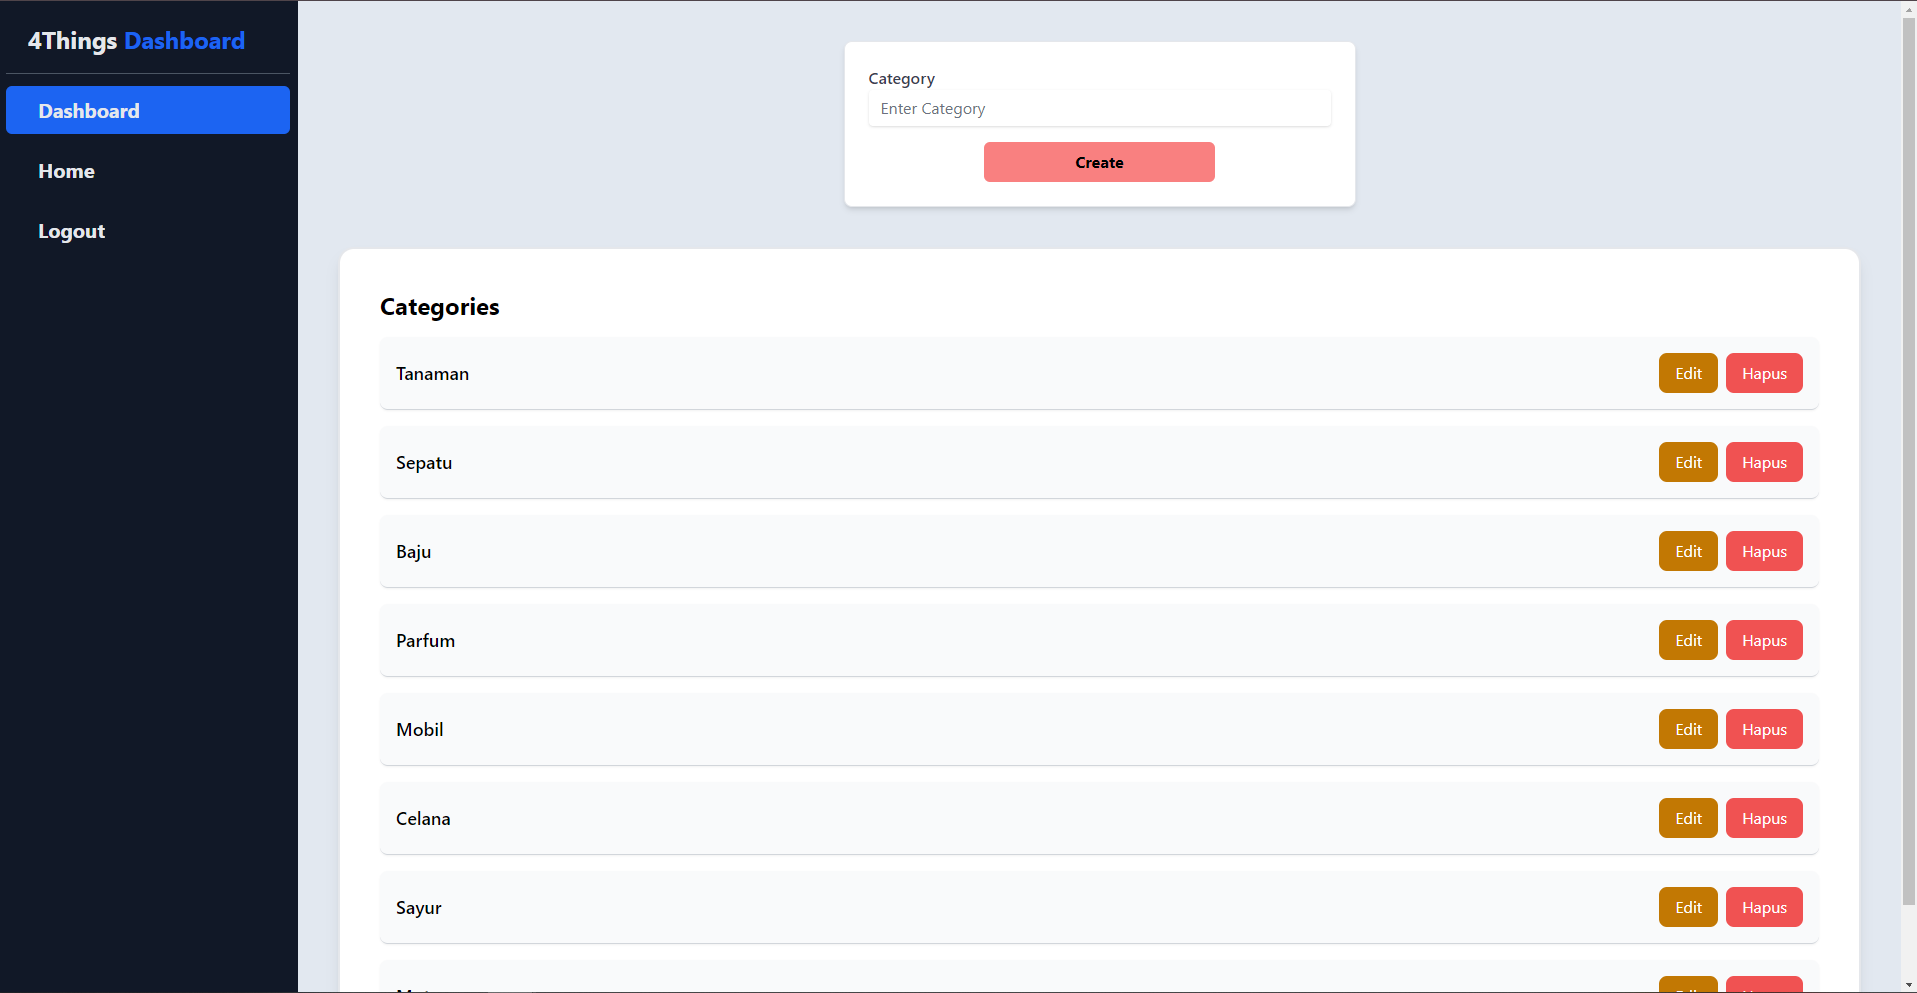 4Things Dashboard
Dashboard
Home
Logout
Category
Enter Category
Create
Categories
Tanaman
Edit Hapus
Sepatu
Edit Hapus
Baju
Edit Hapus
Parfum
Edit Hapus
Mobil
Edit Hapus
Celana
Edit Hapus
Sayur
Edit Hapus